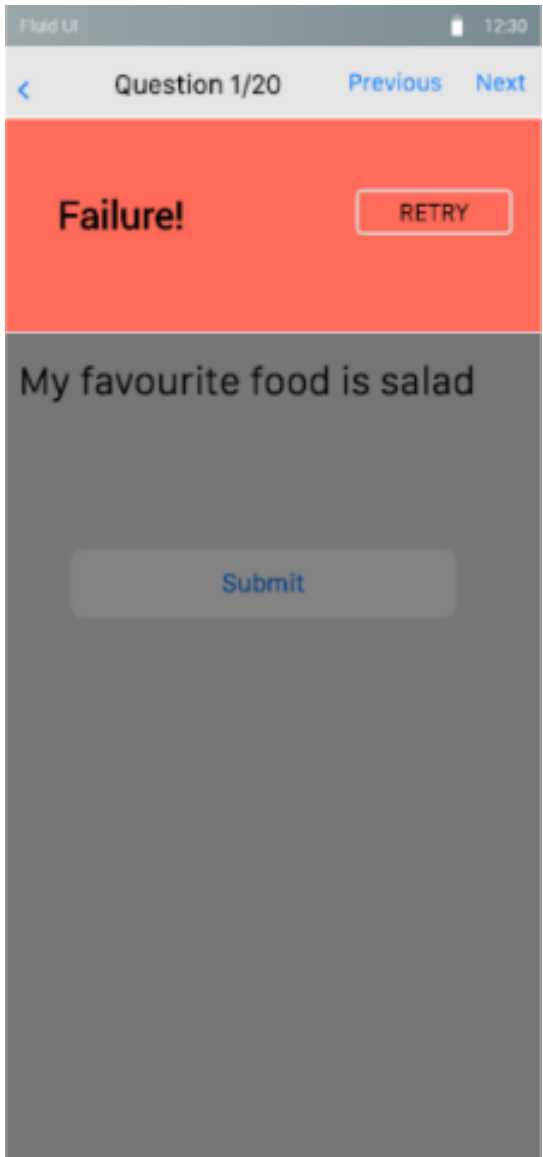 Fluid UI 12:30
< Question 1/20 Previous Next
Failure! RETRY
My favourite food is salad
Submit